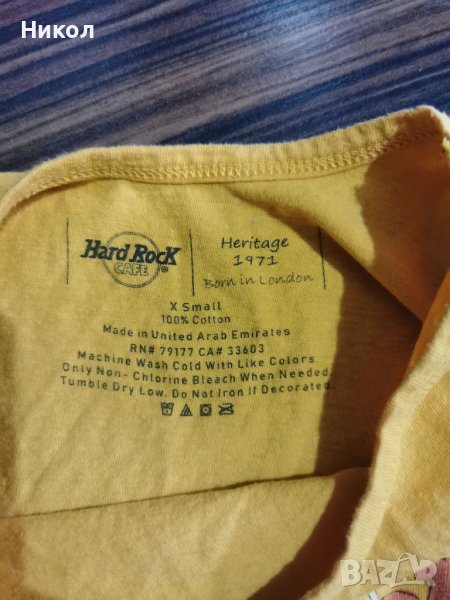 Никол
Hard Rock
CAFE
®
Heritage
1971
Born in London
X Small
100% Cotton
Made in United Arab Emirates
RN# 79177 CA# 33603
Machine Wash Cold With Like Colors
Only Non- Chlorine Bleach When Needed.
Tumble Dry Low. Do Not Iron if Decorated.
BAZAR